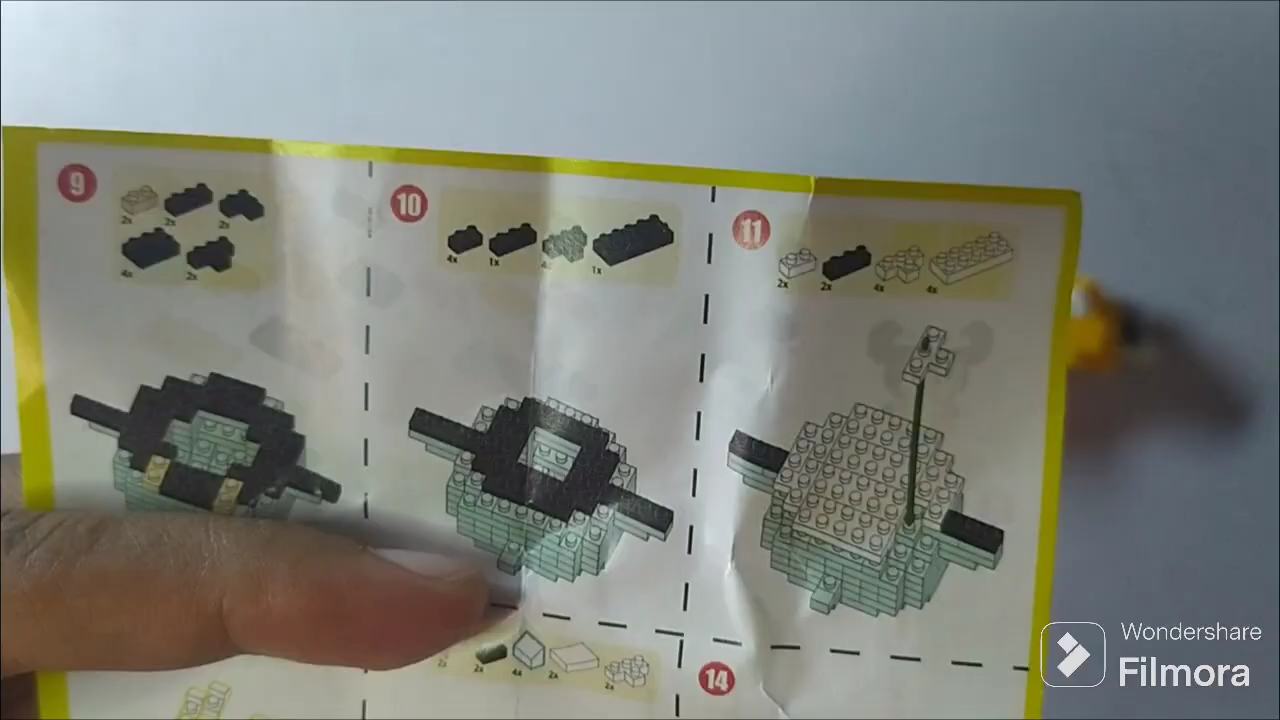 9
2x 2x 2x
4x 2x
10
4x 1x 1x
11
2x 2x 4x 4x
2x 4x 2x 2x
14
Wondershare
Filmora